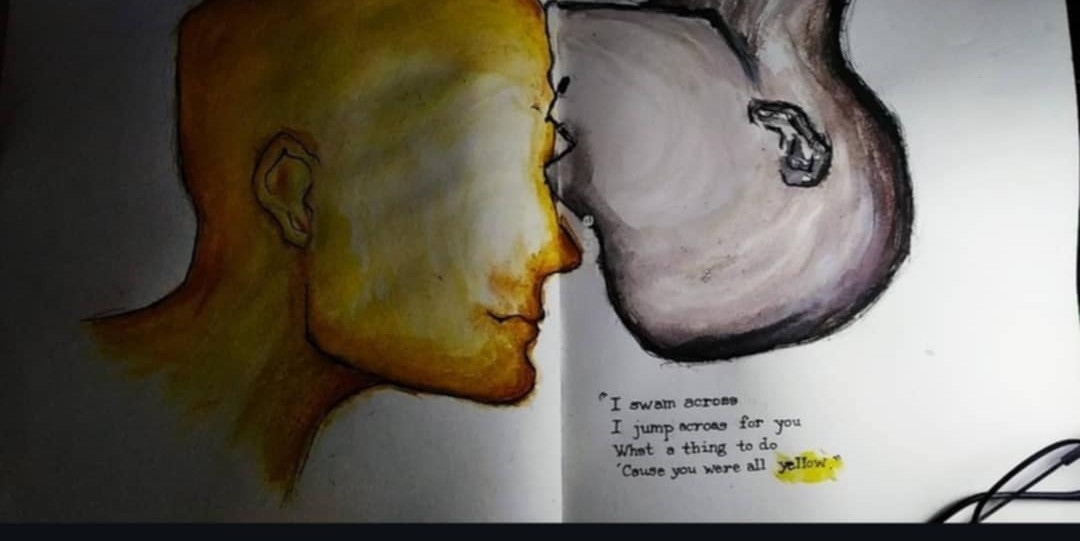 "I swam across
I jump across for you
What a thing to do
'Cause you were all yellow."